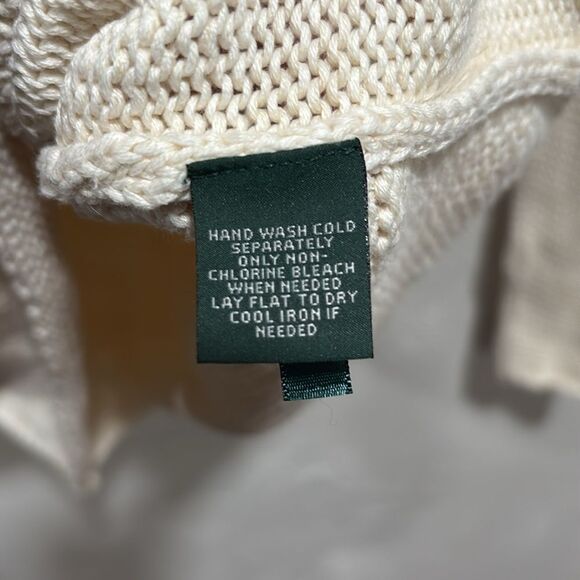 HAND WASH COLD
SEPARATELY
ONLY NON-
CHLORINE BLEACH
WHEN NEEDED
LAY FLAT TO DRY
COOL IRON IF
NEEDED